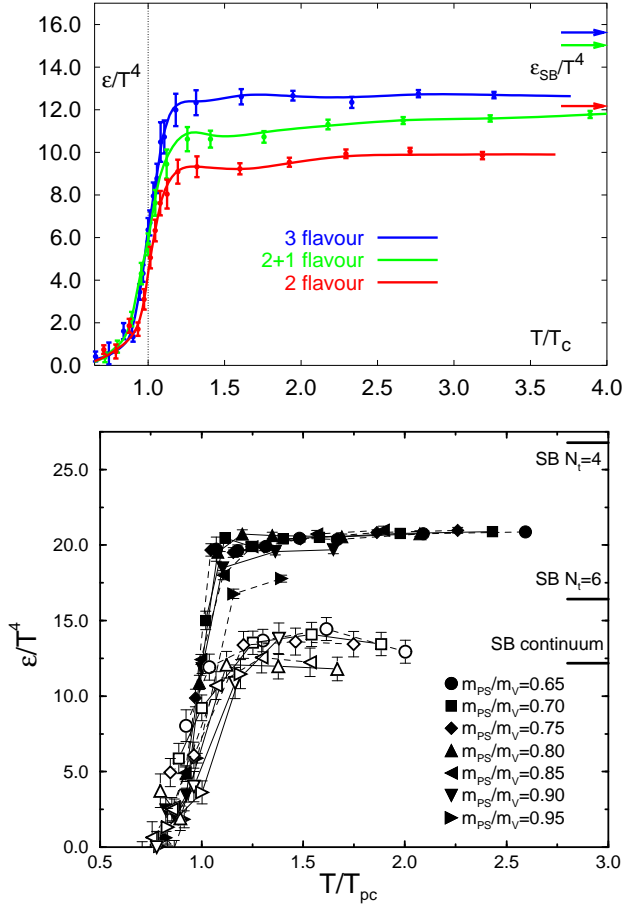 16.0
14.0
12.0
10.0
8.0
6.0
4.0
2.0
0.0
ε/T⁴
ε_SB/T⁴
3 flavour
2+1 flavour
2 flavour
T/T_c
1.0 1.5 2.0 2.5 3.0 3.5 4.0
25.0
20.0
15.0
10.0
5.0
0.0
ε/T⁴
SB N_t=4
SB N_t=6
SB continuum
m_PS/m_V=0.65
m_PS/m_V=0.70
m_PS/m_V=0.75
m_PS/m_V=0.80
m_PS/m_V=0.85
m_PS/m_V=0.90
m_PS/m_V=0.95
0.5 1.0 1.5 2.0 2.5 3.0
T/T_pc